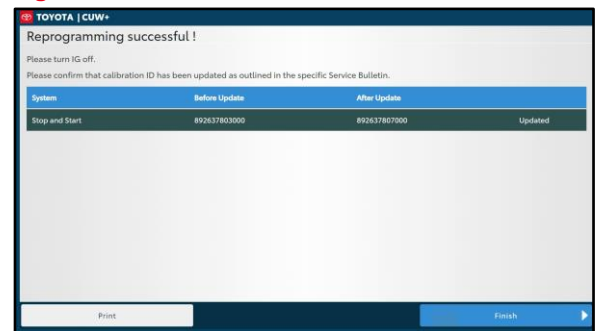 TOYOTA | CUW+
Reprogramming successful !
Please turn IG off.
Please confirm that calibration ID has been updated as outlined in the specific Service Bulletin.
System Before Update After Update
Stop and Start 892637803000 892637807000 Updated
Print Finish